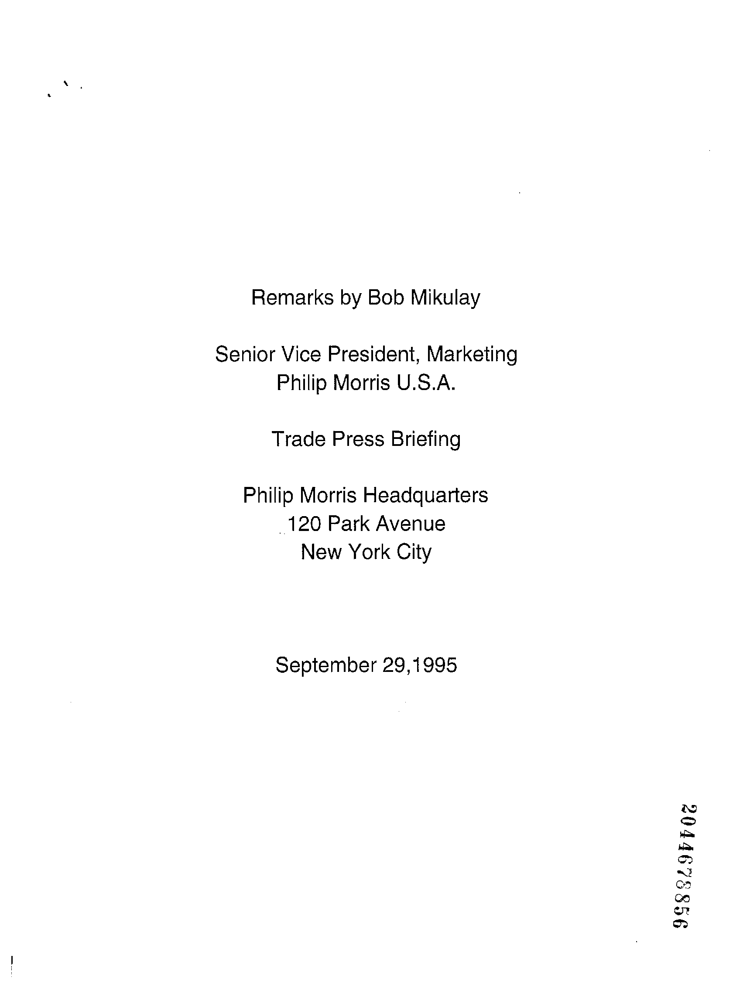 Remarks by Bob Mikulay
Senior Vice President, Marketing
Philip Morris U.S.A.
Trade Press Briefing
Philip Morris Headquarters
120 Park Avenue
New York City
September 29,1995
2044678856